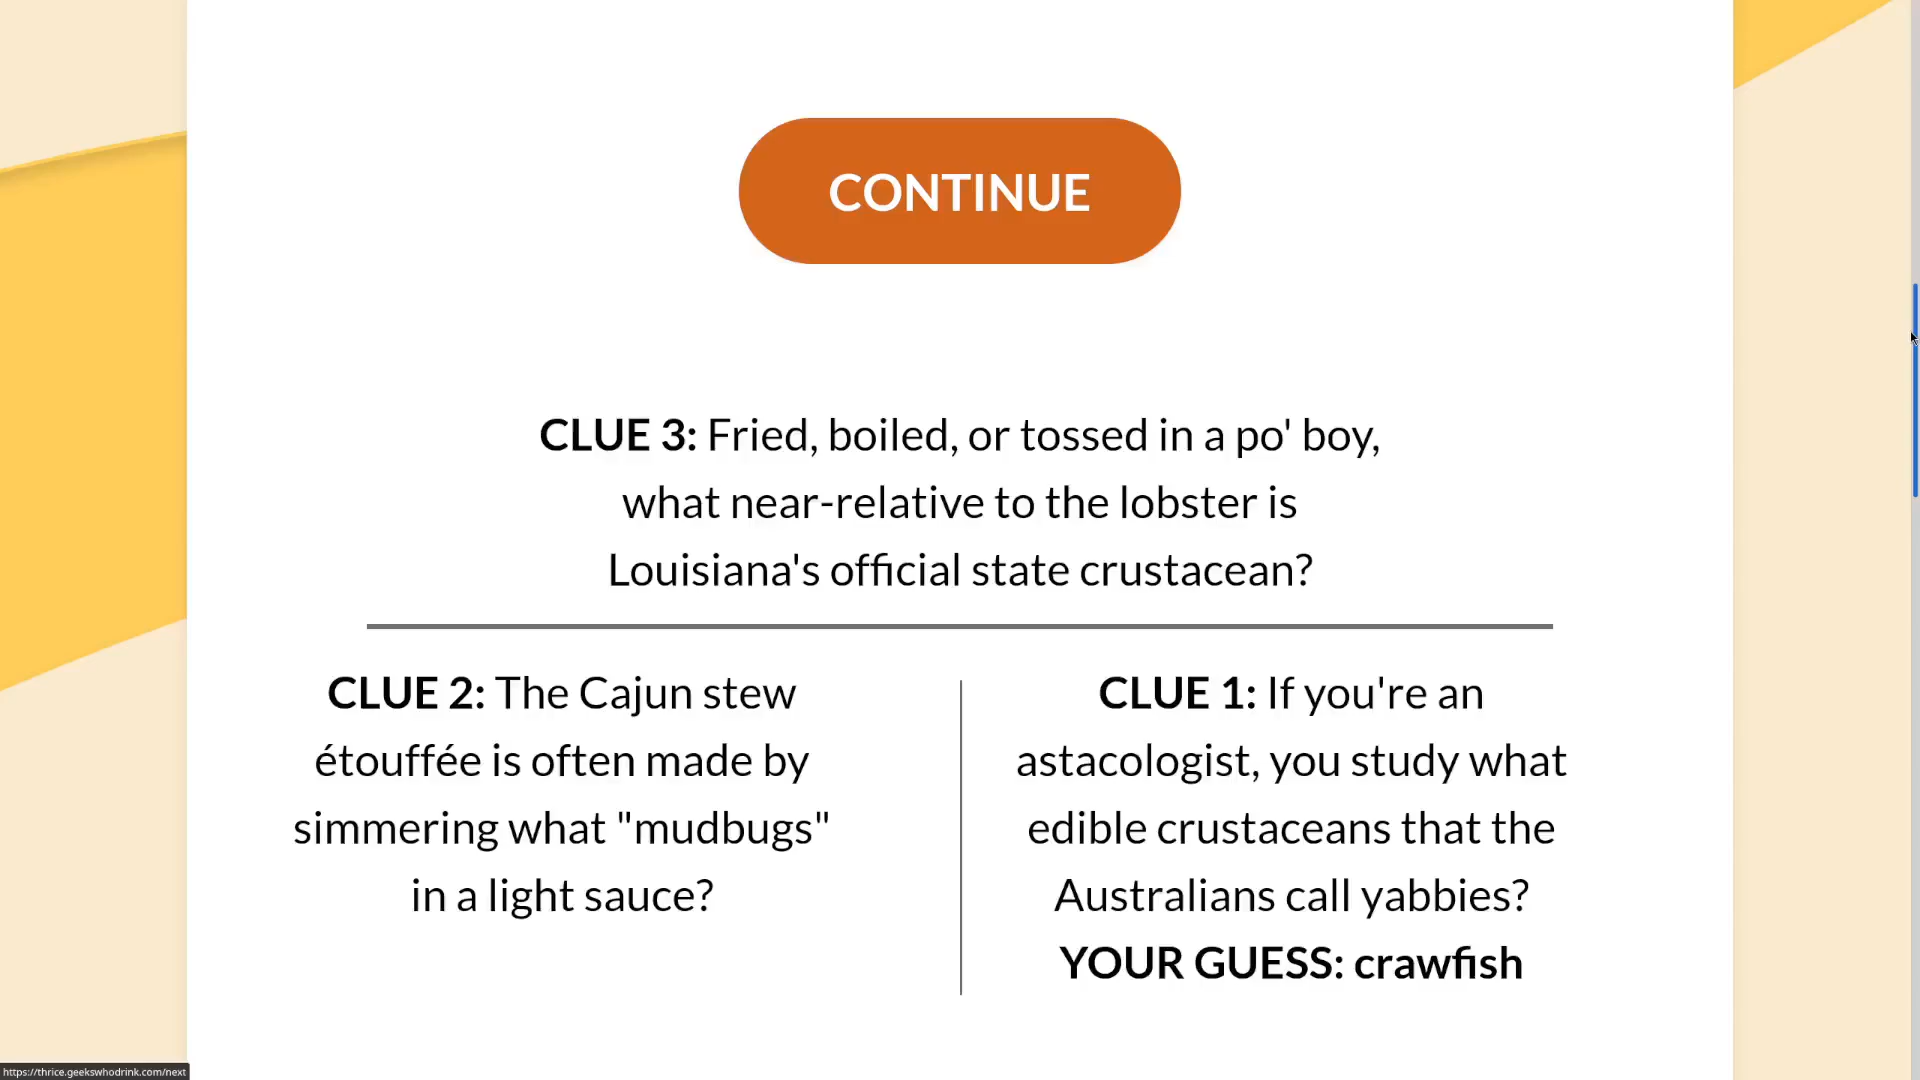 CONTINUE
CLUE 3: Fried, boiled, or tossed in a po' boy,
what near-relative to the lobster is
Louisiana's official state crustacean?
CLUE 2: The Cajun stew
étouffée is often made by
simmering what "mudbugs"
in a light sauce?
CLUE 1: If you're an
astacologist, you study what
edible crustaceans that the
Australians call yabbies?
YOUR GUESS: crawfish
https://thrice.geekswhodrink.com/next